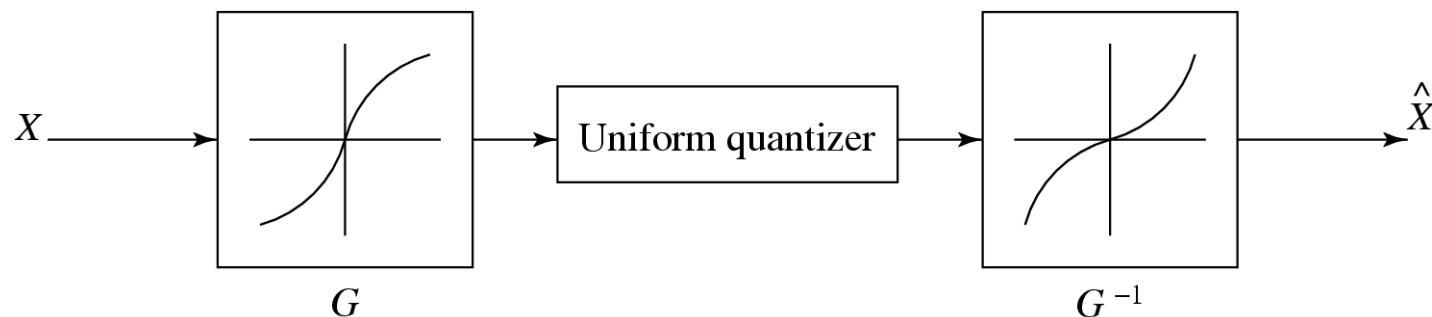 X
Uniform quantizer
X̂
G
G⁻¹